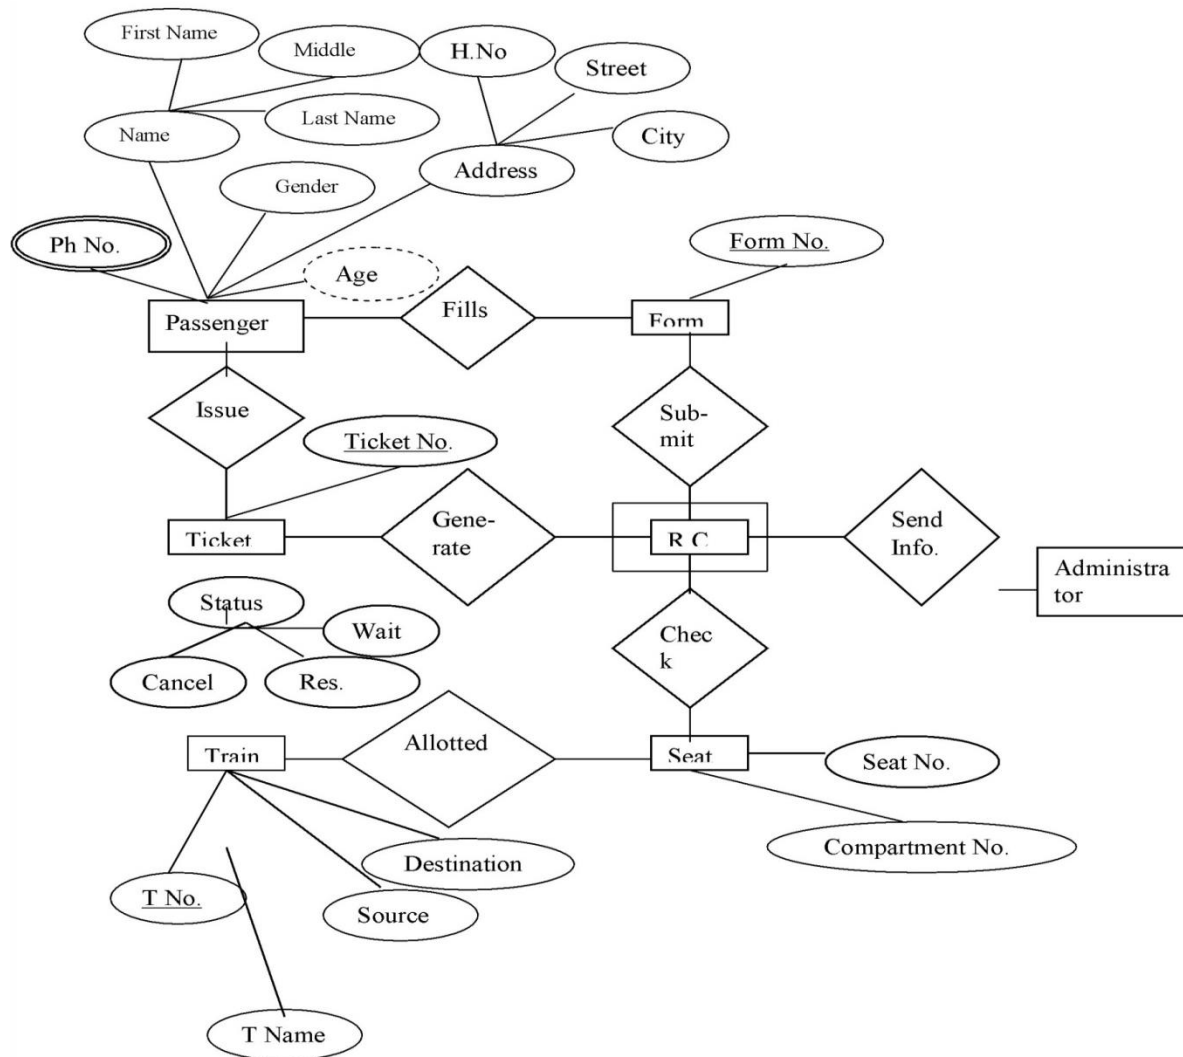 First Name
Middle
H.No
Street
Last Name
Name
City
Address
Gender
Ph No.
Form No.
Age
Fills
Form
Passenger
Issue
Sub-
mit
Ticket No.
Gene-
rate
Send
Info.
Ticket
R.C
Administra
tor
Status
Wait
Chec
k
Cancel
Res.
Allotted
Train
Seat
Seat No.
Compartment No.
Destination
T No.
Source
T Name